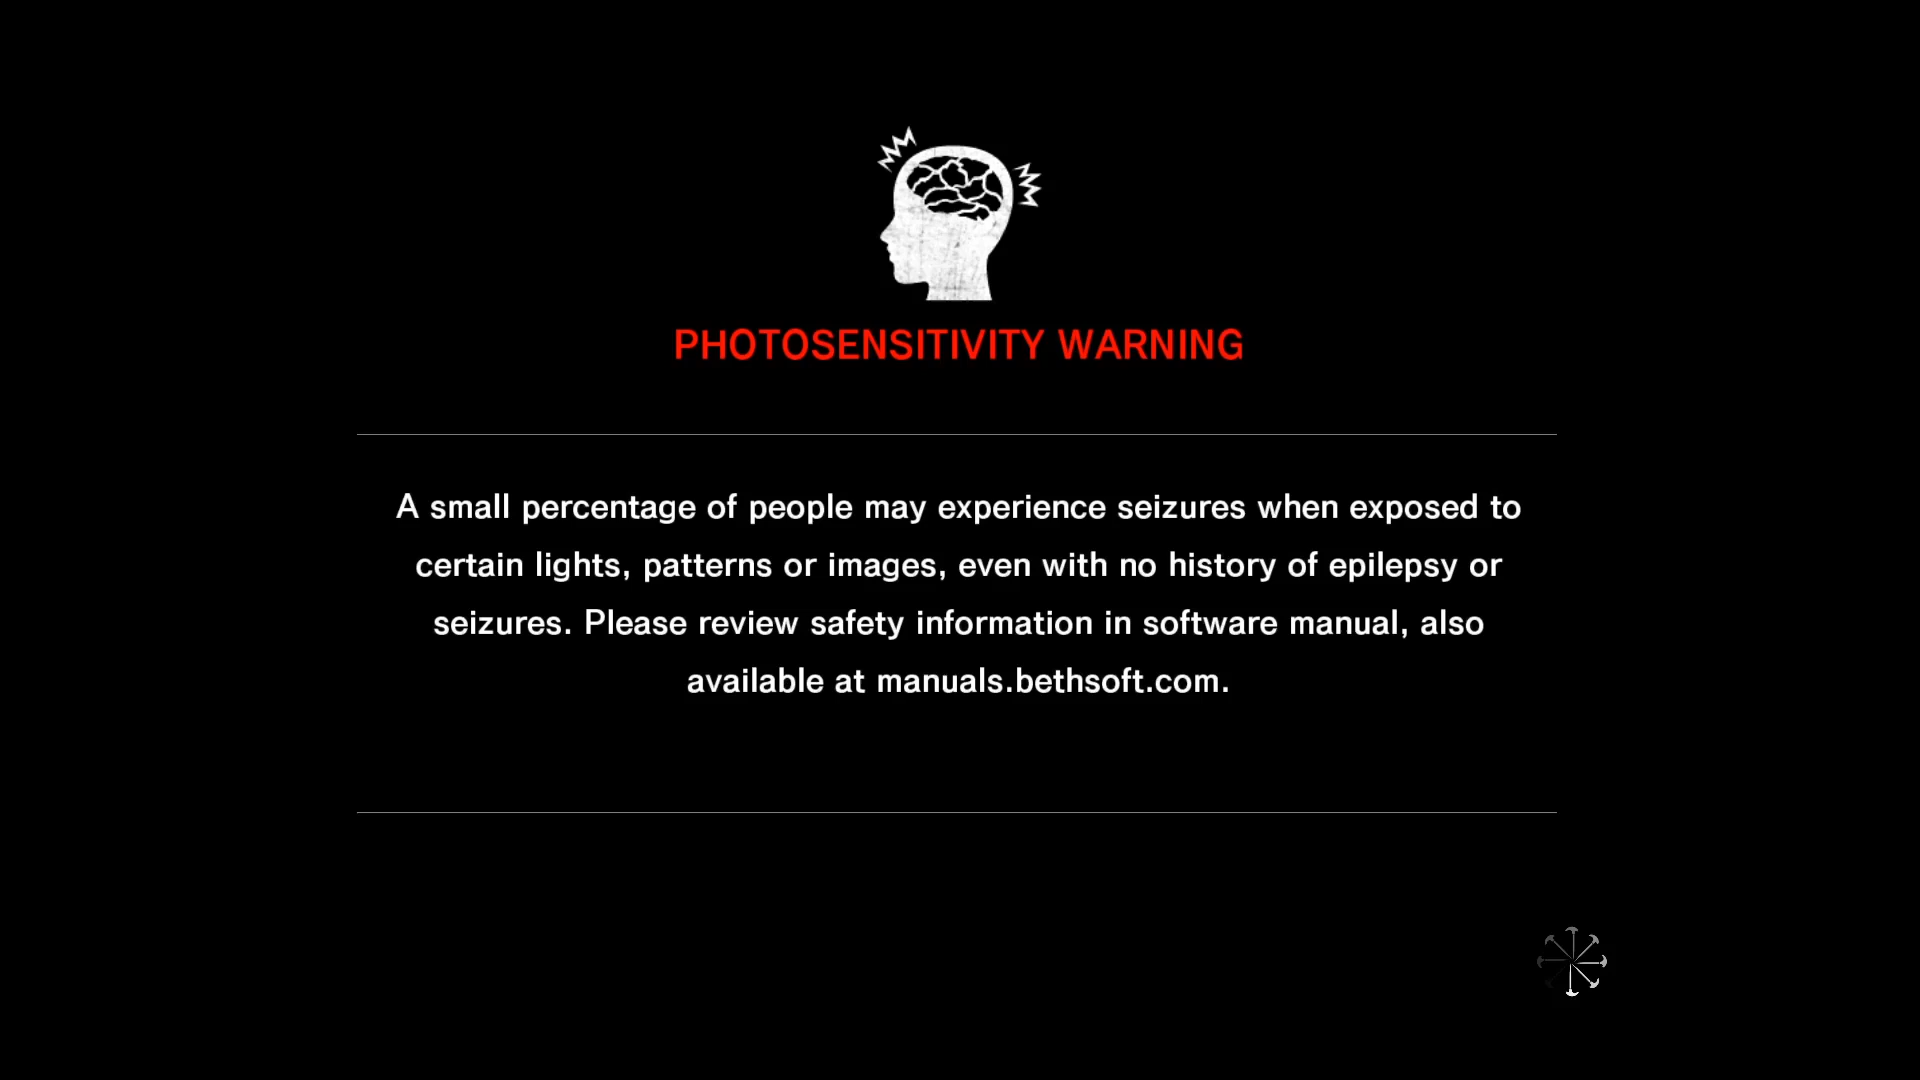 PHOTOSENSITIVITY WARNING
A small percentage of people may experience seizures when exposed to
certain lights, patterns or images, even with no history of epilepsy or
seizures. Please review safety information in software manual, also
available at manuals.bethsoft.com.